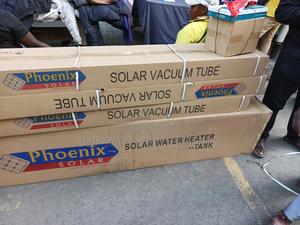 Phoenix
SOLAR
SOLAR VACUUM TUBE
SOLAR VACUUM TUBE
Phoenix
SOLAR
Phoenix
SOLAR
SOLAR VACUUM TUBE
Phoenix
SOLAR
SOLAR WATER HEATER
--TANK